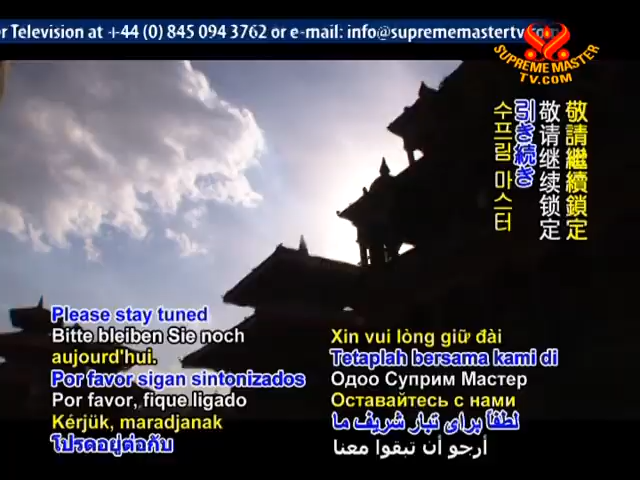 r Television at +44 (0) 845 094 3762 or e-mail: info@suprememastertv.com
SUPREME MASTER
TV.COM
敬請繼續鎖定
敬请继续锁定
引き続き
수프림 마스터
Please stay tuned
Bitte bleiben Sie noch
aujourd'hui.
Por favor sigan sintonizados
Por favor, fique ligado
Kérjük, maradjanak
โปรดอยู่ต่อกับ
Xin vui lòng giữ đài
Tetaplah bersama kami di
Одоо Суприм Мастер
Оставайтесь с нами
لطفاً برای تبار شریف ما
أرجو أن تبقوا معنا